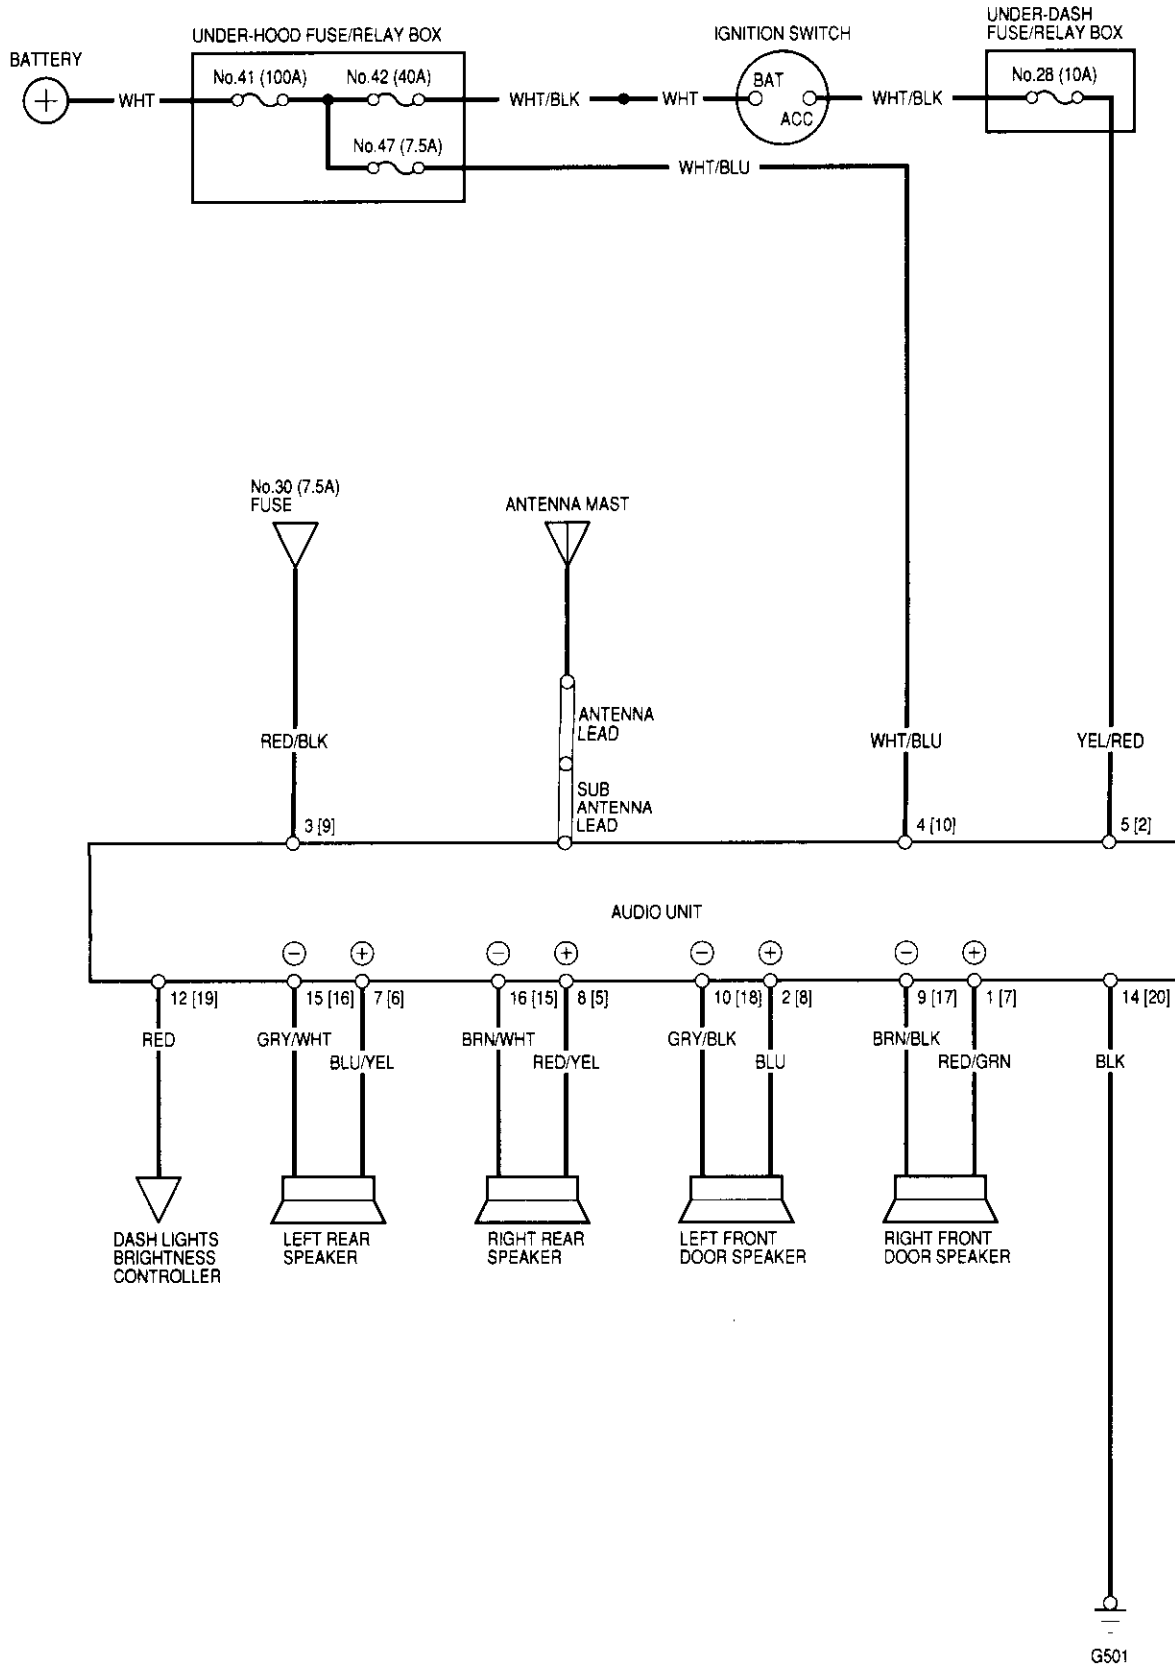 UNDER-DASH
FUSE/RELAY BOX
UNDER-HOOD FUSE/RELAY BOX
IGNITION SWITCH
BATTERY
No.41 (100A)
No.42 (40A)
BAT
No.28 (10A)
+
WHT
WHT/BLK
WHT
ACC
WHT/BLK
No.47 (7.5A)
WHT/BLU
No.30 (7.5A)
FUSE
ANTENNA MAST
ANTENNA
LEAD
RED/BLK
WHT/BLU
YEL/RED
SUB
ANTENNA
LEAD
3 [9]
4 [10]
5 [2]
AUDIO UNIT
−
+
−
+
−
+
−
+
12 [19]
15 [16]
7 [6]
16 [15]
8 [5]
10 [18]
2 [8]
9 [17]
1 [7]
14 [20]
RED
GRY/WHT
BLU/YEL
BRN/WHT
RED/YEL
GRY/BLK
BLU
BRN/BLK
RED/GRN
BLK
DASH LIGHTS
BRIGHTNESS
CONTROLLER
LEFT REAR
SPEAKER
RIGHT REAR
SPEAKER
LEFT FRONT
DOOR SPEAKER
RIGHT FRONT
DOOR SPEAKER
G501